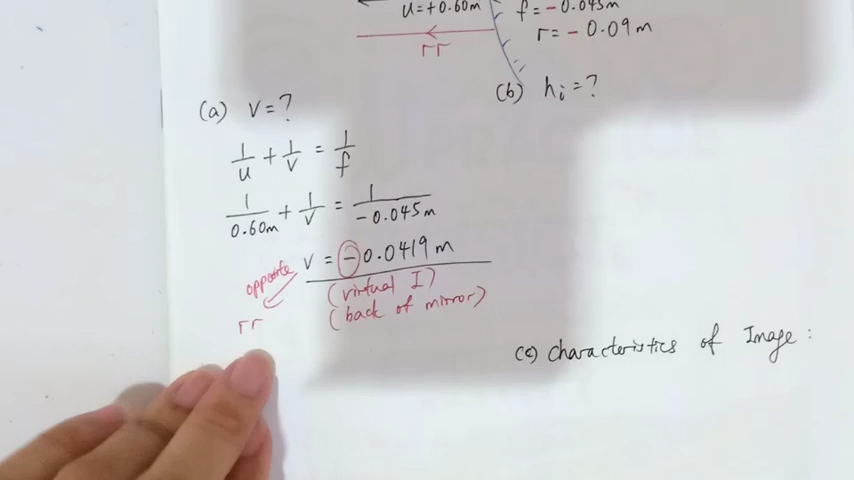 u=+0.60m
f=-0.045m
r=-0.09m
rr
(a) v=?
(b) hi=?
1/u + 1/v = 1/f
1/0.60m + 1/v = 1/-0.045m
v = -0.0419m
opposite
rr
(virtual I)
(back of mirror)
(c) characteristics of Image: